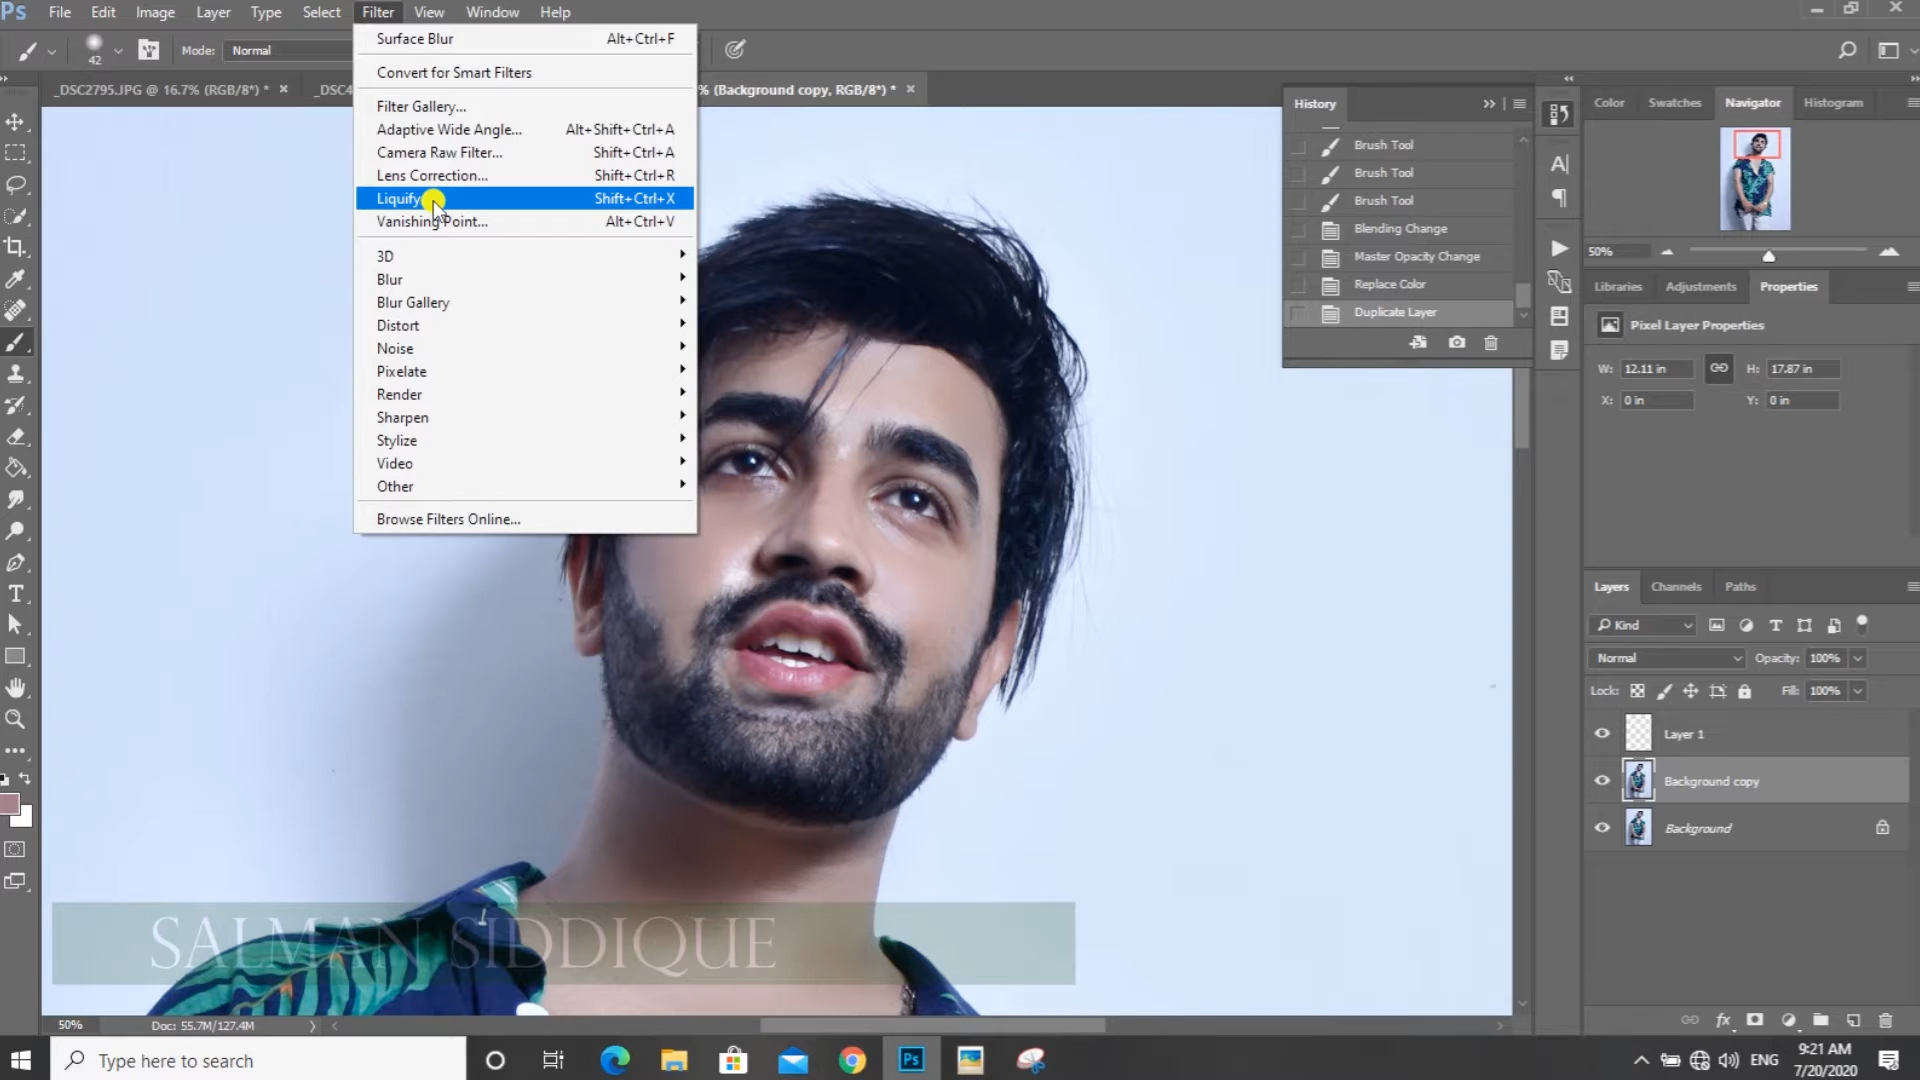 Ps File Edit Image Layer Type Select Filter View Window Help
42 Mode: Normal
_DSC2795.JPG @ 16.7% (RGB/8*) * × _DSC4 % (Background copy, RGB/8*) * ×
Surface Blur Alt+Ctrl+F
Convert for Smart Filters
Filter Gallery...
Adaptive Wide Angle... Alt+Shift+Ctrl+A
Camera Raw Filter... Shift+Ctrl+A
Lens Correction... Shift+Ctrl+R
Liquify Shift+Ctrl+X
Vanishing Point... Alt+Ctrl+V
3D
Blur
Blur Gallery
Distort
Noise
Pixelate
Render
Sharpen
Stylize
Video
Other
Browse Filters Online...
History
Brush Tool
Brush Tool
Brush Tool
Blending Change
Master Opacity Change
Replace Color
Duplicate Layer
Color Swatches Navigator Histogram
50%
Libraries Adjustments Properties
Pixel Layer Properties
W: 12.11 in H: 17.87 in
X: 0 in Y: 0 in
Layers Channels Paths
Kind
Normal Opacity: 100%
Lock: Fill: 100%
Layer 1
Background copy
Background
SALMAN SIDDIQUE
50% Doc: 55.7M/127.4M
Type here to search
Ps
ENG
9:21 AM
7/20/2020